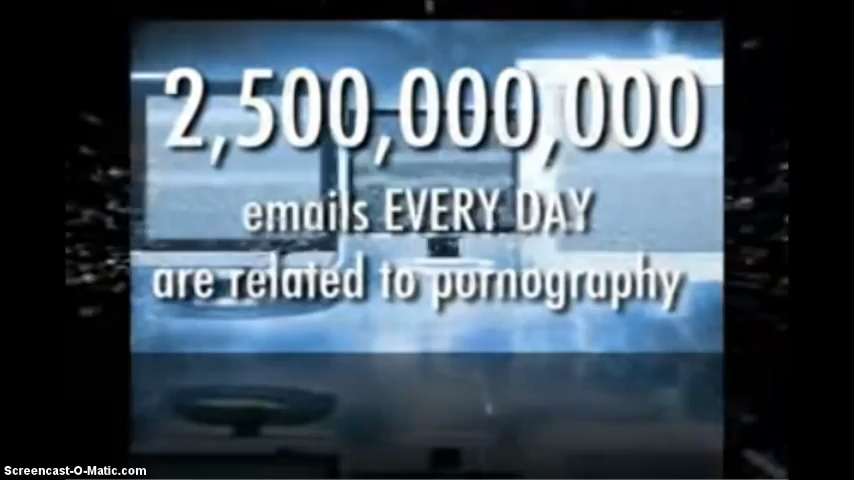 2,500,000,000
emails EVERY DAY
are related to pornography
Screencast-O-Matic.com